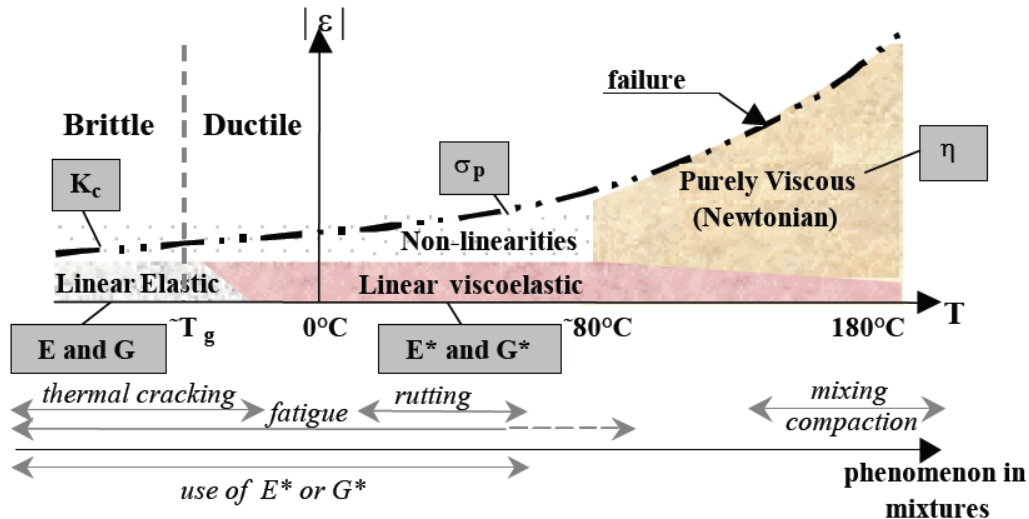 | ε |
failure
Brittle
Ductile
η
σp
Kc
Purely Viscous
(Newtonian)
Non-linearities
Linear Elastic
Linear viscoelastic
~Tg
0°C
~80°C
180°C
T
E and G
E* and G*
thermal cracking
rutting
mixing
fatigue
compaction
phenomenon in
mixtures
use of E* or G*